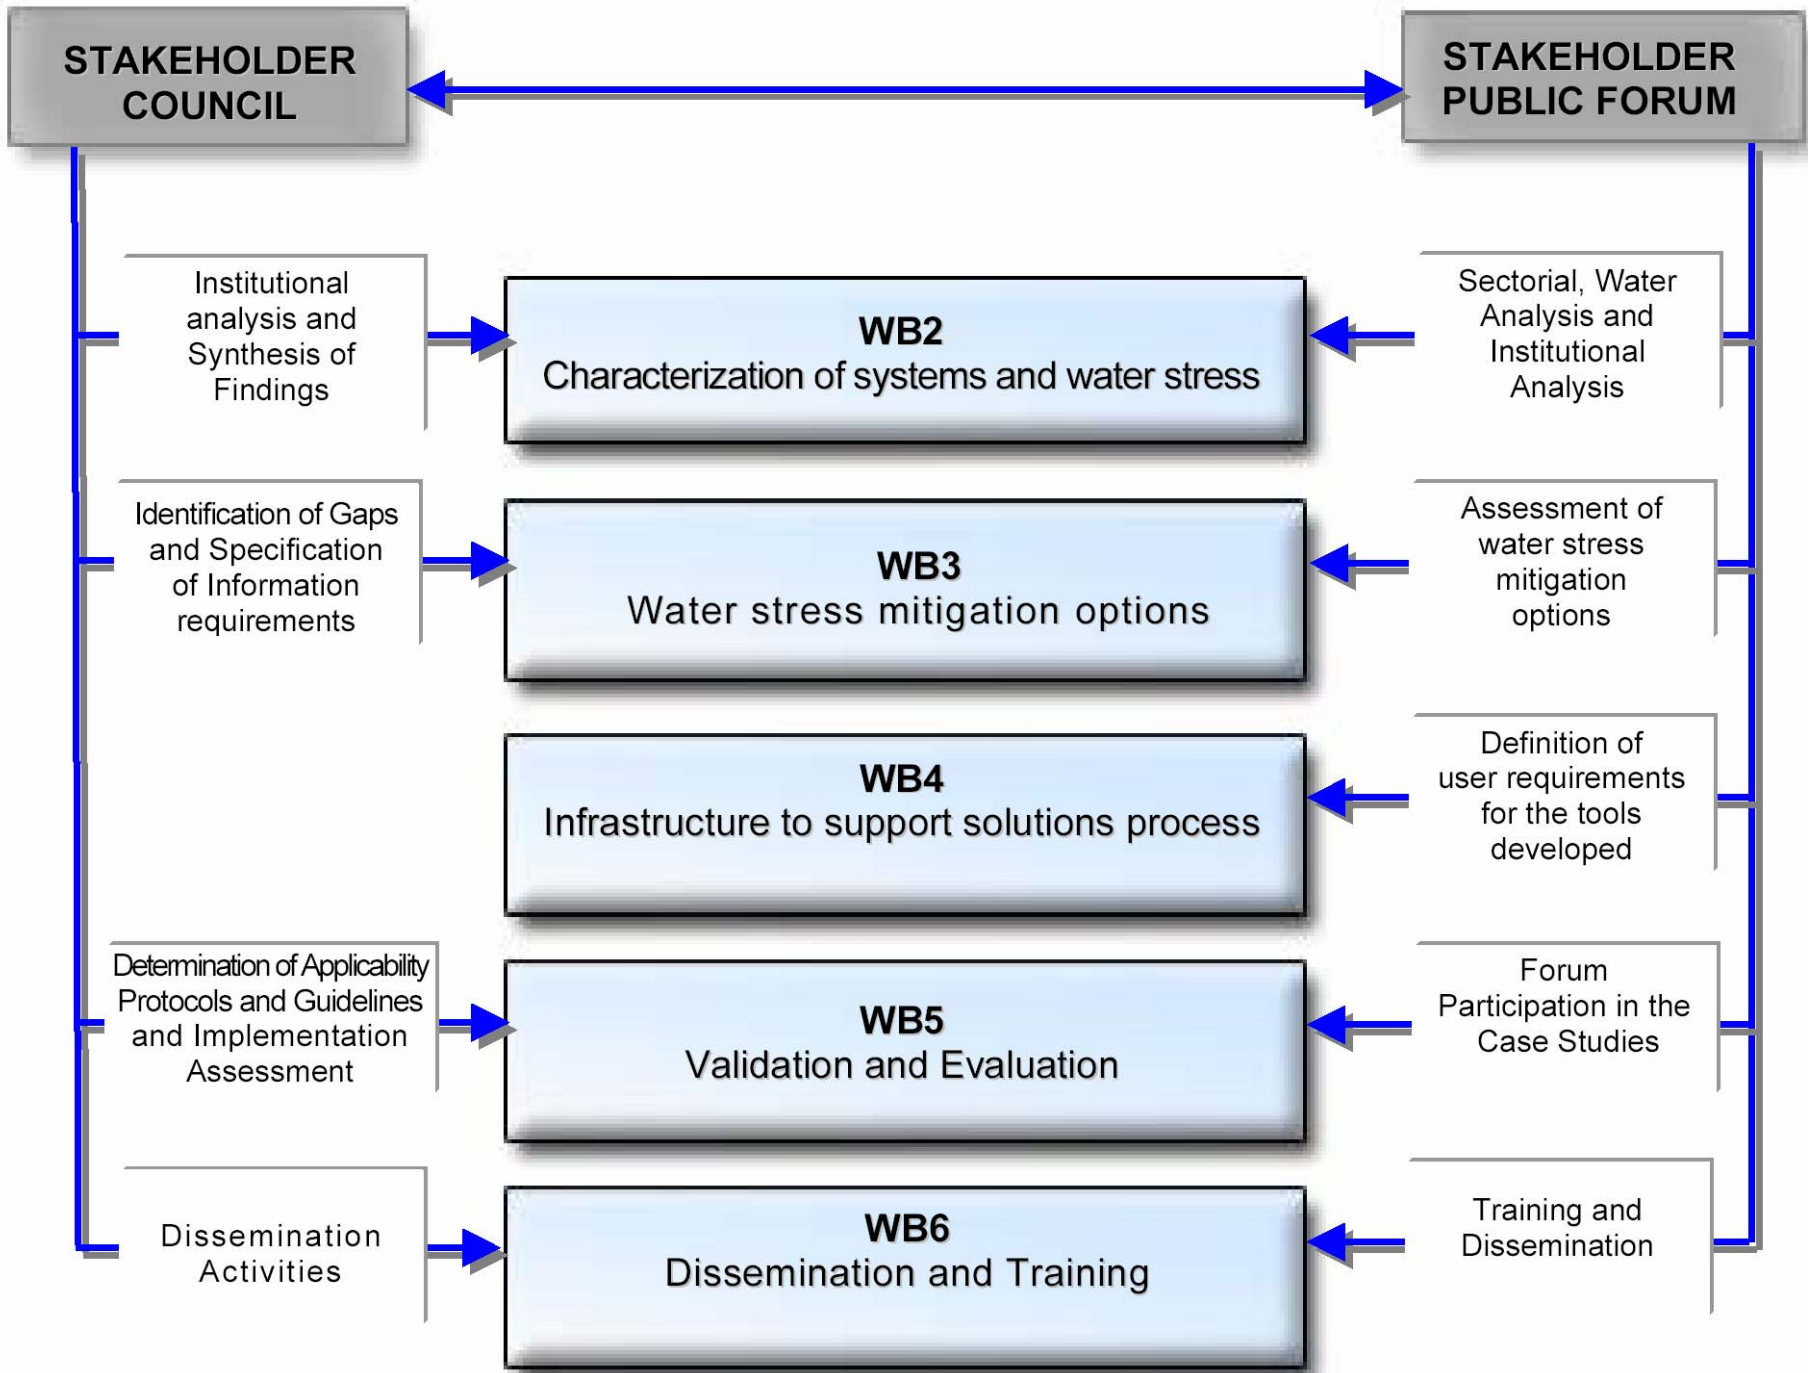 STAKEHOLDER
COUNCIL
STAKEHOLDER
PUBLIC FORUM
Institutional
analysis and
Synthesis of
Findings
WB2
Characterization of systems and water stress
Sectorial, Water
Analysis and
Institutional
Analysis
Identification of Gaps
and Specification
of Information
requirements
WB3
Water stress mitigation options
Assessment of
water stress
mitigation
options
WB4
Infrastructure to support solutions process
Definition of
user requirements
for the tools
developed
Determination of Applicability
Protocols and Guidelines
and Implementation
Assessment
WB5
Validation and Evaluation
Forum
Participation in the
Case Studies
Dissemination
Activities
WB6
Dissemination and Training
Training and
Dissemination